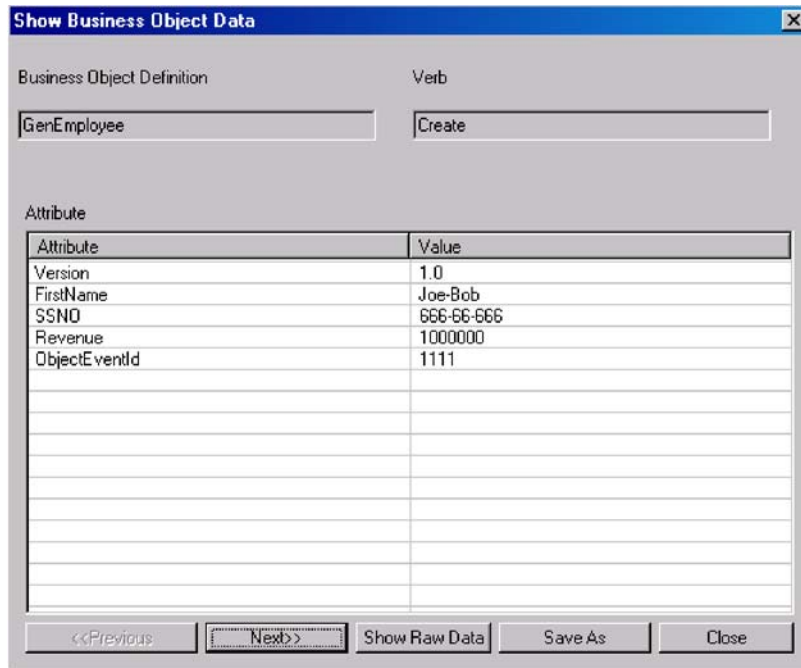 Show Business Object Data
Business Object Definition Verb
GenEmployee Create
Attribute
Attribute Value
Version 1.0
FirstName Joe-Bob
SSNO 666-66-666
Revenue 1000000
ObjectEventId 1111
<<Previous Next>> Show Raw Data Save As Close